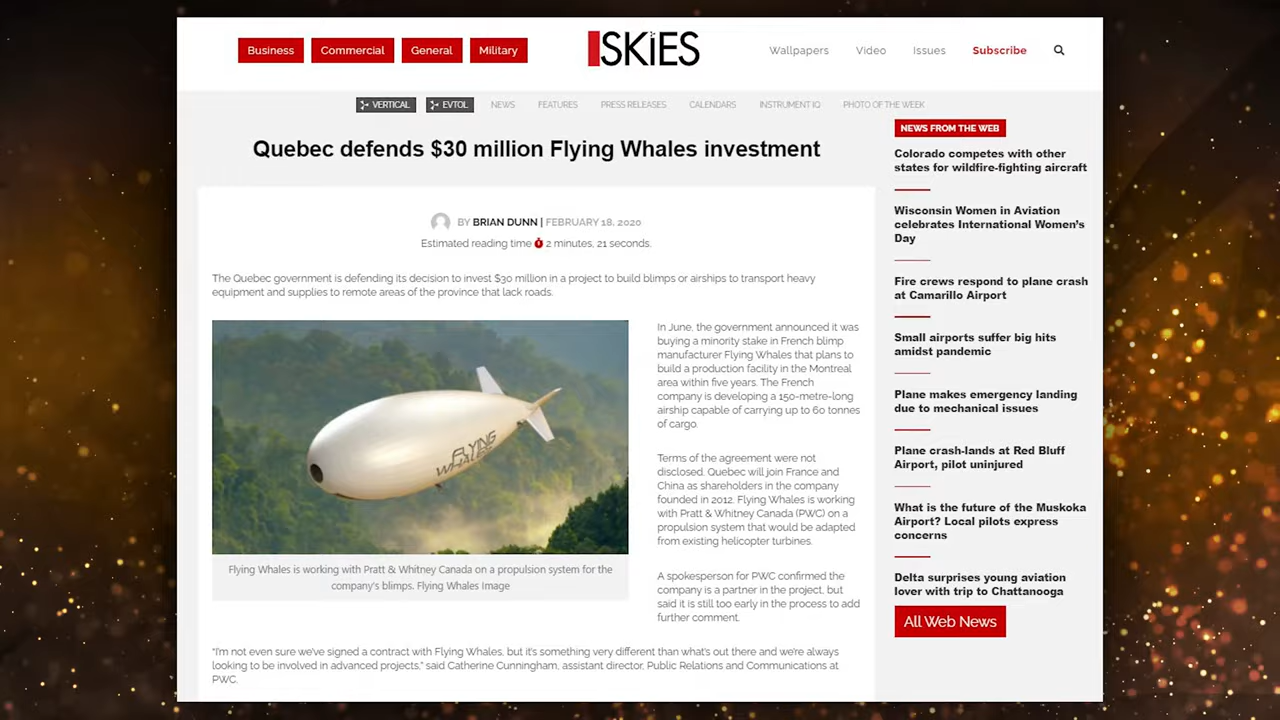 Business Commercial General Military
SKIES
Wallpapers Video Issues Subscribe
VERTICAL EVTOL NEWS FEATURES PRESS RELEASES CALENDARS INSTRUMENT IQ PHOTO OF THE WEEK
Quebec defends $30 million Flying Whales investment
BY BRIAN DUNN | FEBRUARY 18, 2020
Estimated reading time 2 minutes, 21 seconds.
The Quebec government is defending its decision to invest $30 million in a project to build blimps or airships to transport heavy
equipment and supplies to remote areas of the province that lack roads.
FLYING
WHALES
Flying Whales is working with Pratt & Whitney Canada on a propulsion system for the
company's blimps. Flying Whales Image
In June, the government announced it was
buying a minority stake in French blimp
manufacturer Flying Whales that plans to
build a production facility in the Montreal
area within five years. The French
company is developing a 150-metre-long
airship capable of carrying up to 60 tonnes
of cargo.
Terms of the agreement were not
disclosed. Quebec will join France and
China as shareholders in the company
founded in 2012. Flying Whales is working
with Pratt & Whitney Canada (PWC) on a
propulsion system that would be adapted
from existing helicopter turbines.
A spokesperson for PWC confirmed the
company is a partner in the project, but
said it is still too early in the process to add
further comment.
“I’m not even sure we’ve signed a contract with Flying Whales, but it’s something very different than what’s out there and we’re always
looking to be involved in advanced projects,” said Catherine Cunningham, assistant director, Public Relations and Communications at
PWC.
NEWS FROM THE WEB
Colorado competes with other
states for wildfire-fighting aircraft
Wisconsin Women in Aviation
celebrates International Women’s
Day
Fire crews respond to plane crash
at Camarillo Airport
Small airports suffer big hits
amidst pandemic
Plane makes emergency landing
due to mechanical issues
Plane crash-lands at Red Bluff
Airport, pilot uninjured
What is the future of the Muskoka
Airport? Local pilots express
concerns
Delta surprises young aviation
lover with trip to Chattanooga
All Web News